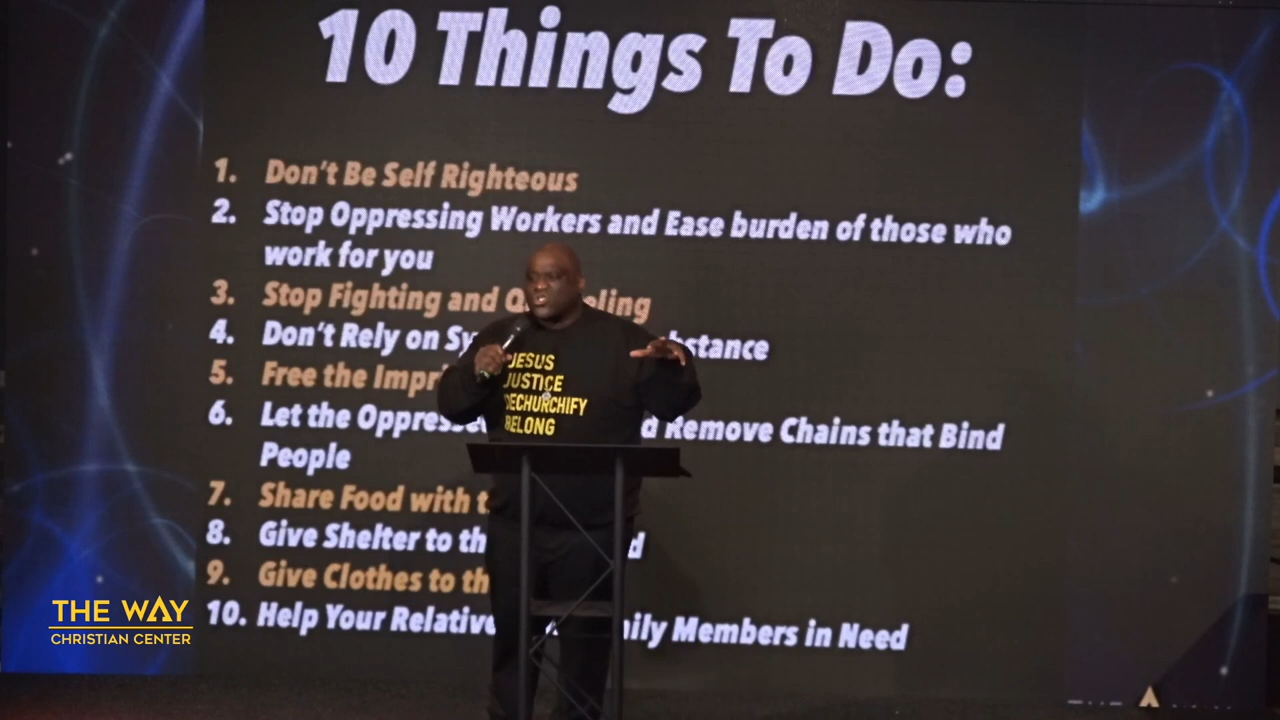 10 Things To Do:
1. Don't Be Self Righteous
2. Stop Oppressing Workers and Ease burden of those who
work for you
3. Stop Fighting and
4. Don't Rely on
5. Free the
6. Let the Remove Chains that Bind
People
7. Share Food with
8. Give Shelter to
9. Give Clothes to
10. Help Your Members in Need
JESUS
JUSTICE
DECHURCHIFY
BELONG
THE WAY
CHRISTIAN CENTER